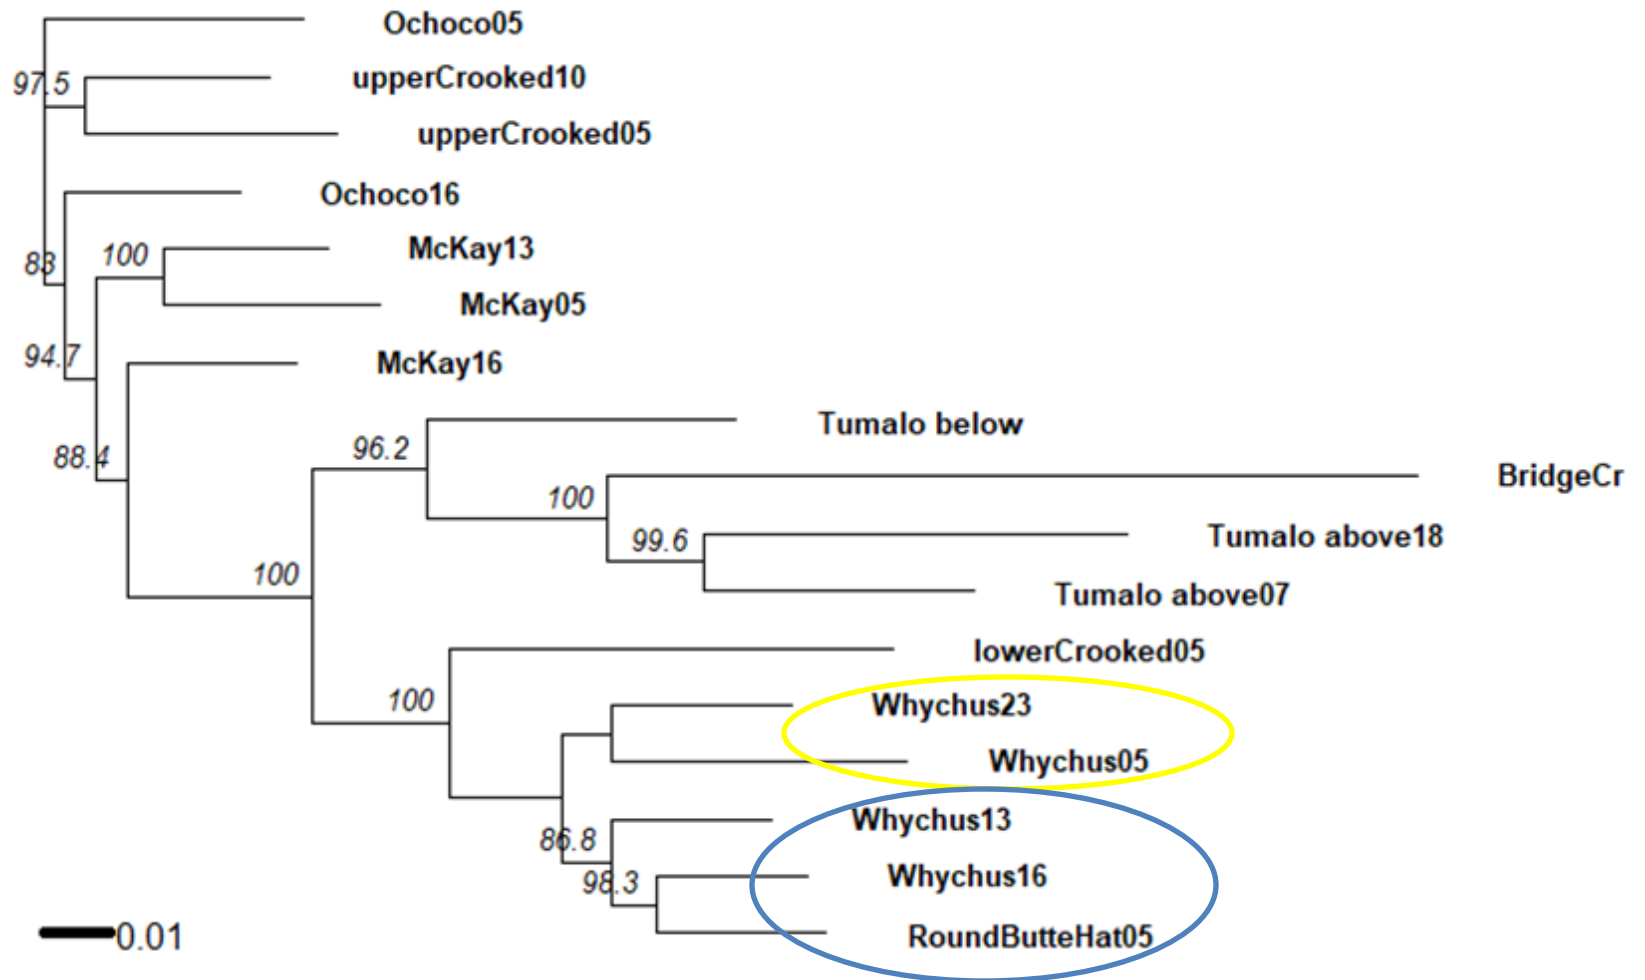 Ochoco05
97.5
upperCrooked10
upperCrooked05
Ochoco16
83
100
McKay13
McKay05
94.7
McKay16
88.4
96.2
Tumalo below
100
BridgeCr
99.6
Tumalo above18
100
Tumalo above07
100
lowerCrooked05
Whychus23
Whychus05
86.8
Whychus13
98.3
Whychus16
RoundButteHat05
0.01